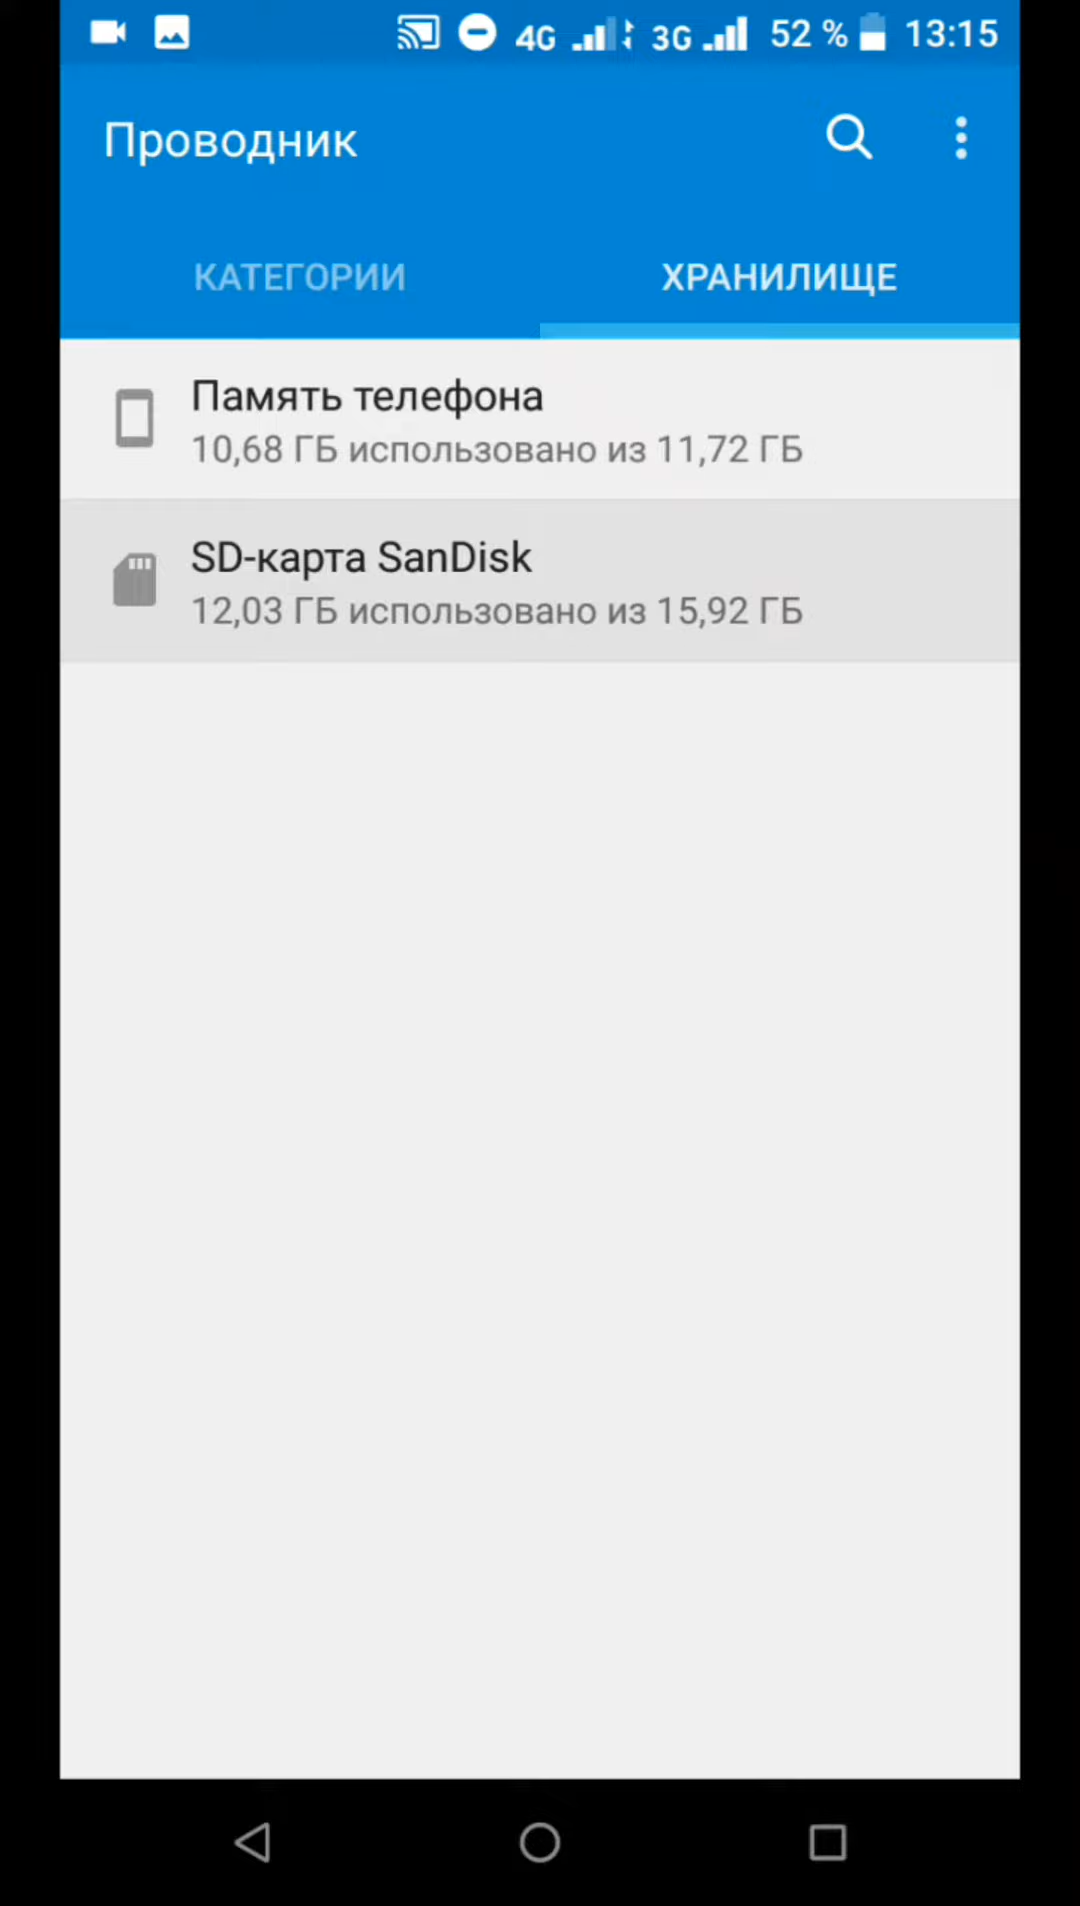 4G 3G 52 % 13:15
Проводник
КАТЕГОРИИ ХРАНИЛИЩЕ
Память телефона
10,68 ГБ использовано из 11,72 ГБ
SD-карта SanDisk
12,03 ГБ использовано из 15,92 ГБ